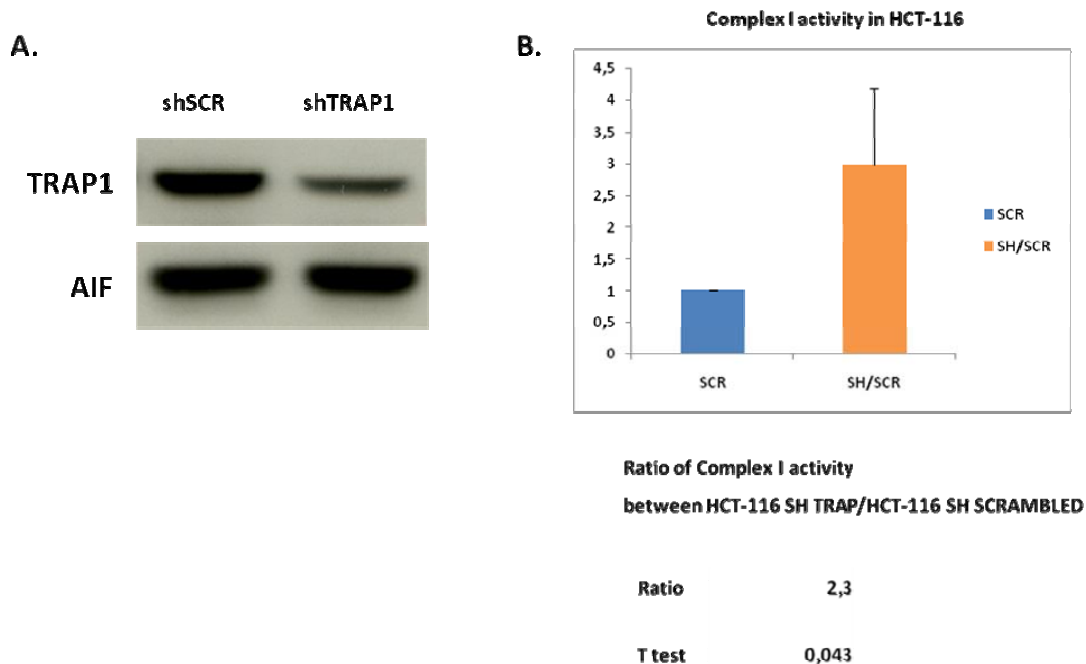 A.
shSCR shTRAP1
TRAP1
AIF
B.
Complex I activity in HCT-116
4,5
4
3,5
3
2,5
2
1,5
1
0,5
0
SCR SH/SCR
SCR
SH/SCR
Ratio of Complex I activity
between HCT-116 SH TRAP/HCT-116 SH SCRAMBLED
Ratio 2,3
T test 0,043